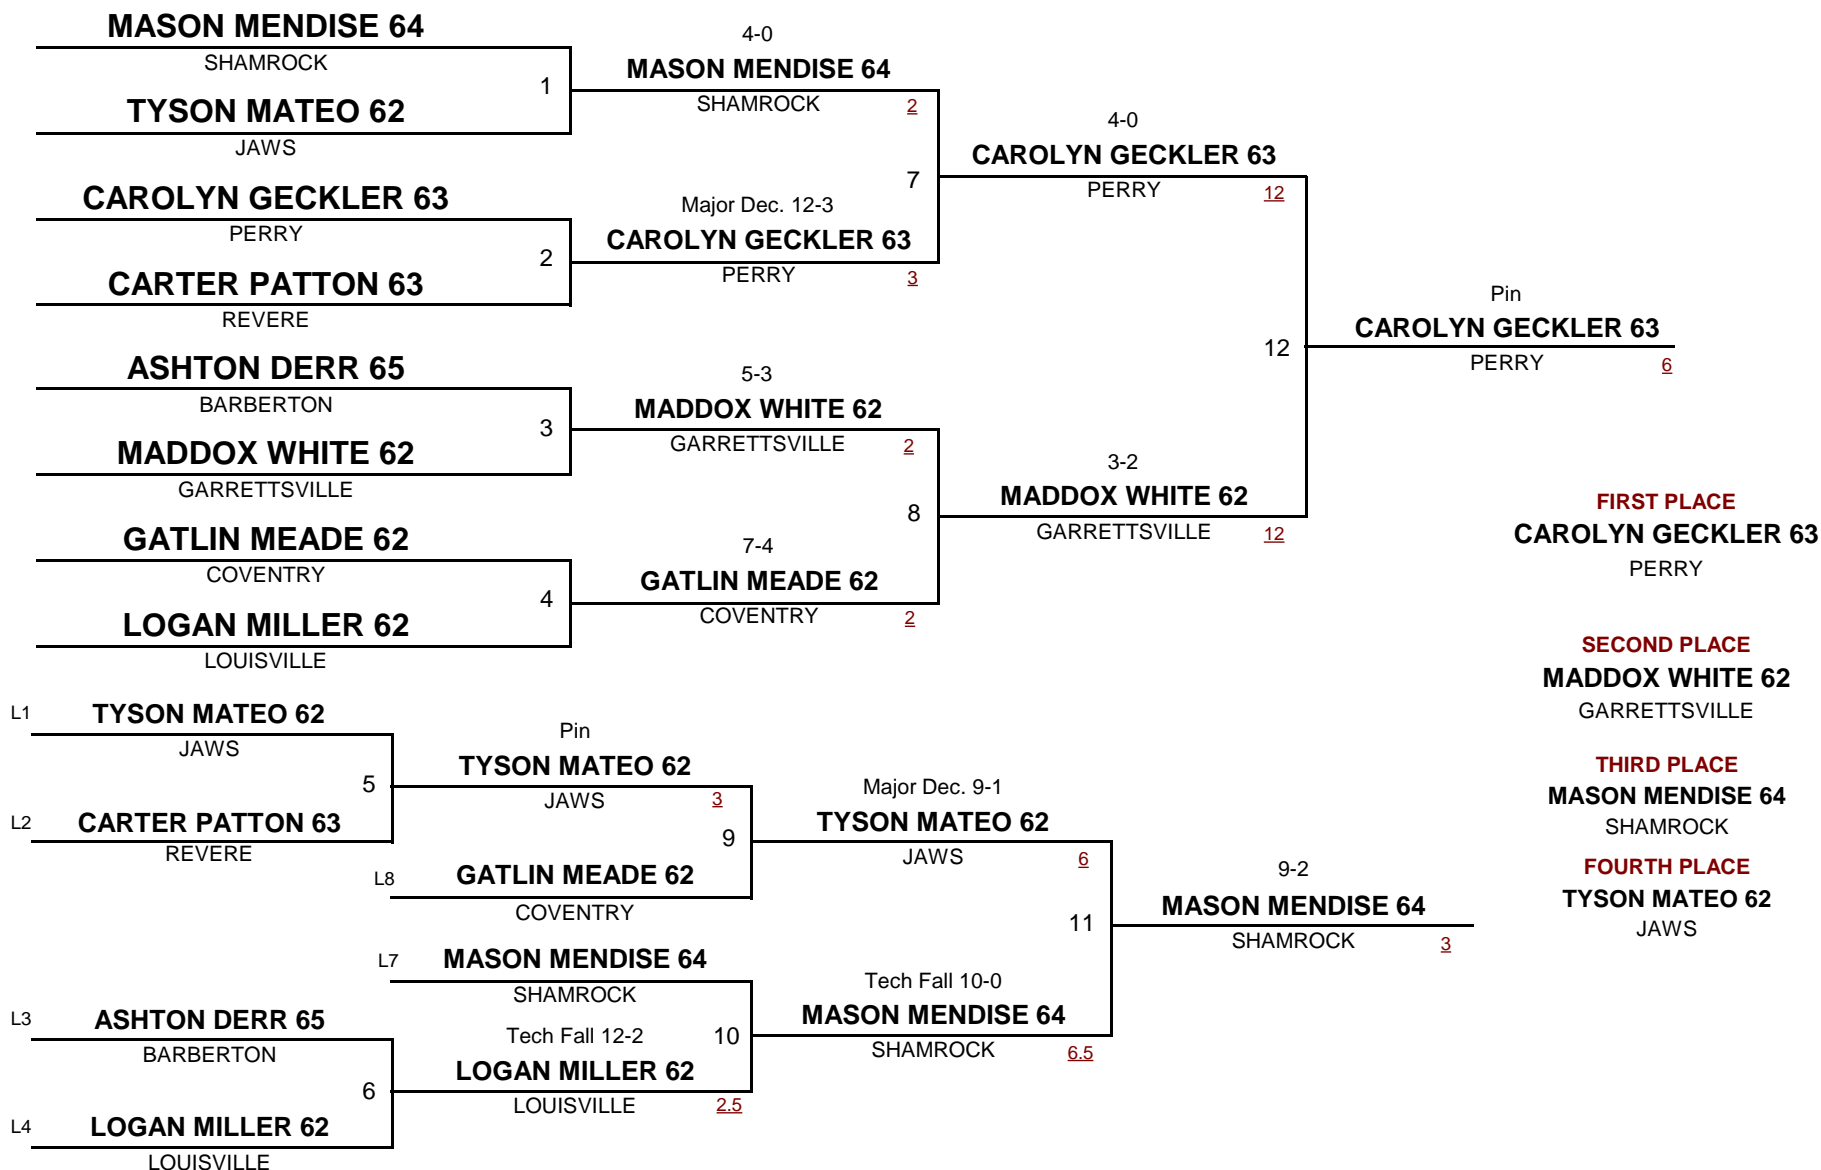 MASON MENDISE 64
SHAMROCK
1
TYSON MATEO 62
JAWS
CAROLYN GECKLER 63
PERRY
2
CARTER PATTON 63
REVERE
ASHTON DERR 65
BARBERTON
3
MADDOX WHITE 62
GARRETTSVILLE
GATLIN MEADE 62
COVENTRY
4
LOGAN MILLER 62
LOUISVILLE
4-0
MASON MENDISE 64
SHAMROCK 2
7
Major Dec. 12-3
CAROLYN GECKLER 63
PERRY 3
5-3
MADDOX WHITE 62
GARRETTSVILLE 2
8
7-4
GATLIN MEADE 62
COVENTRY 2
4-0
CAROLYN GECKLER 63
PERRY 12
12
3-2
MADDOX WHITE 62
GARRETTSVILLE 12
Pin
CAROLYN GECKLER 63
PERRY 6
FIRST PLACE
CAROLYN GECKLER 63
PERRY
SECOND PLACE
MADDOX WHITE 62
GARRETTSVILLE
THIRD PLACE
MASON MENDISE 64
SHAMROCK
FOURTH PLACE
TYSON MATEO 62
JAWS
L1 TYSON MATEO 62
JAWS
5
L2 CARTER PATTON 63
REVERE
L3 ASHTON DERR 65
BARBERTON
6
L4 LOGAN MILLER 62
LOUISVILLE
Pin
TYSON MATEO 62
JAWS 3
9
L8 GATLIN MEADE 62
COVENTRY
L7 MASON MENDISE 64
SHAMROCK
Tech Fall 12-2 10
LOGAN MILLER 62
LOUISVILLE 2.5
Major Dec. 9-1
TYSON MATEO 62
JAWS 6
11
Tech Fall 10-0
MASON MENDISE 64
SHAMROCK 6.5
9-2
MASON MENDISE 64
SHAMROCK 3